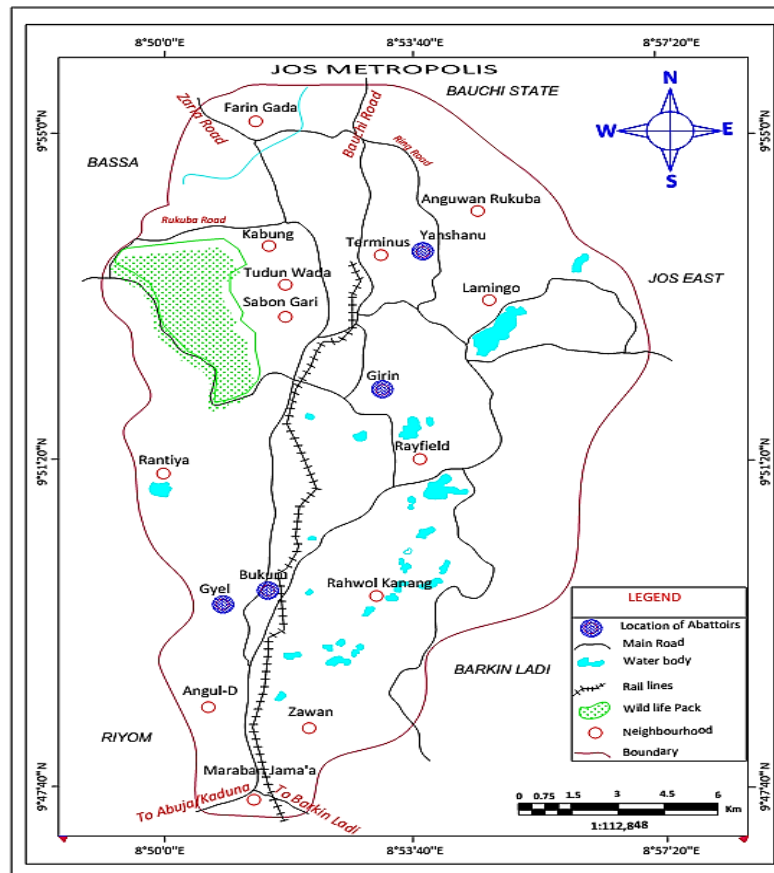 8°50'0"E 8°53'40"E 8°57'20"E
JOS METROPOLIS
BAUCHI STATE
N
Farin Gada
Zaria Road
Bauchi Road
9°55'0"N
9°55'0"N
W E
Ring Road
S
BASSA
Anguwan Rukuba
Rukuba Road
Kabung
Terminus
Yanshanu
Tudun Wada
JOS EAST
Sabon Gari
Lamingo
Girin
9°51'20"N
Rantiya
Rayfield
9°51'20"N
Bukuru
Gyel
Rahwol Kanang
LEGEND
Location of Abattoirs
Main Road
Water body
Rail lines
Wild life Pack
Neighbourhood
Boundary
BARKIN LADI
Angul-D
RIYOM
Zawan
Maraban Jama'a
To Abuja/Kaduna
To Barkin Ladi
9°47'40"N
9°47'40"N
0 0.75 1.5 3 4.5 6
Km
1:112,848
8°50'0"E 8°53'40"E 8°57'20"E